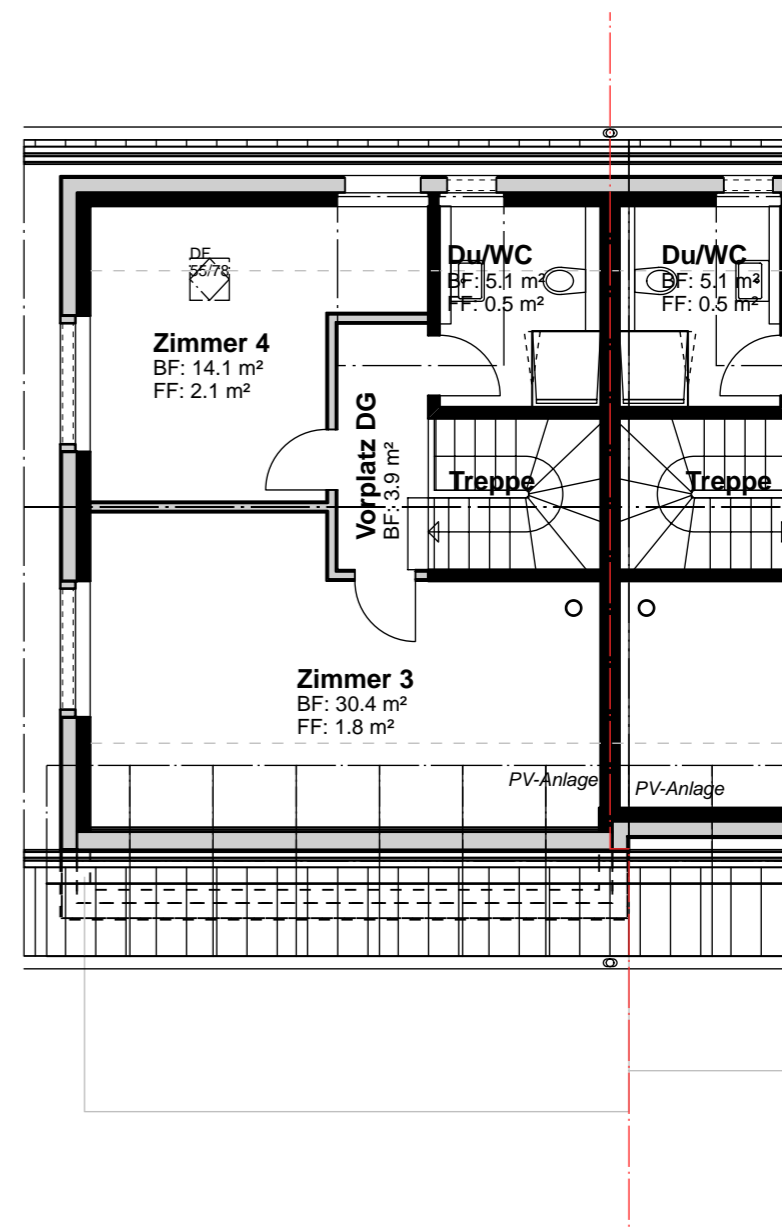 DF
55/78
Du/WC
BF: 5.1 m²
FF: 0.5 m²
Du/WC
BF: 5.1 m²
FF: 0.5 m²
Zimmer 4
BF: 14.1 m²
FF: 2.1 m²
Vorplatz DG
BF: 3.9 m²
Treppe
Treppe
Zimmer 3
BF: 30.4 m²
FF: 1.8 m²
PV-Anlage
PV-Anlage